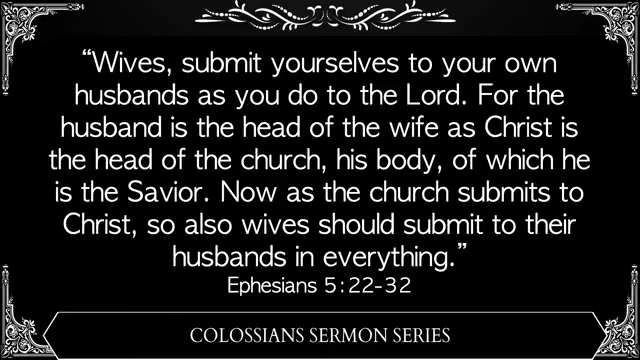 “Wives, submit yourselves to your own
husbands as you do to the Lord. For the
husband is the head of the wife as Christ is
the head of the church, his body, of which he
is the Savior. Now as the church submits to
Christ, so also wives should submit to their
husbands in everything.”
Ephesians 5:22-32
COLOSSIANS SERMON SERIES